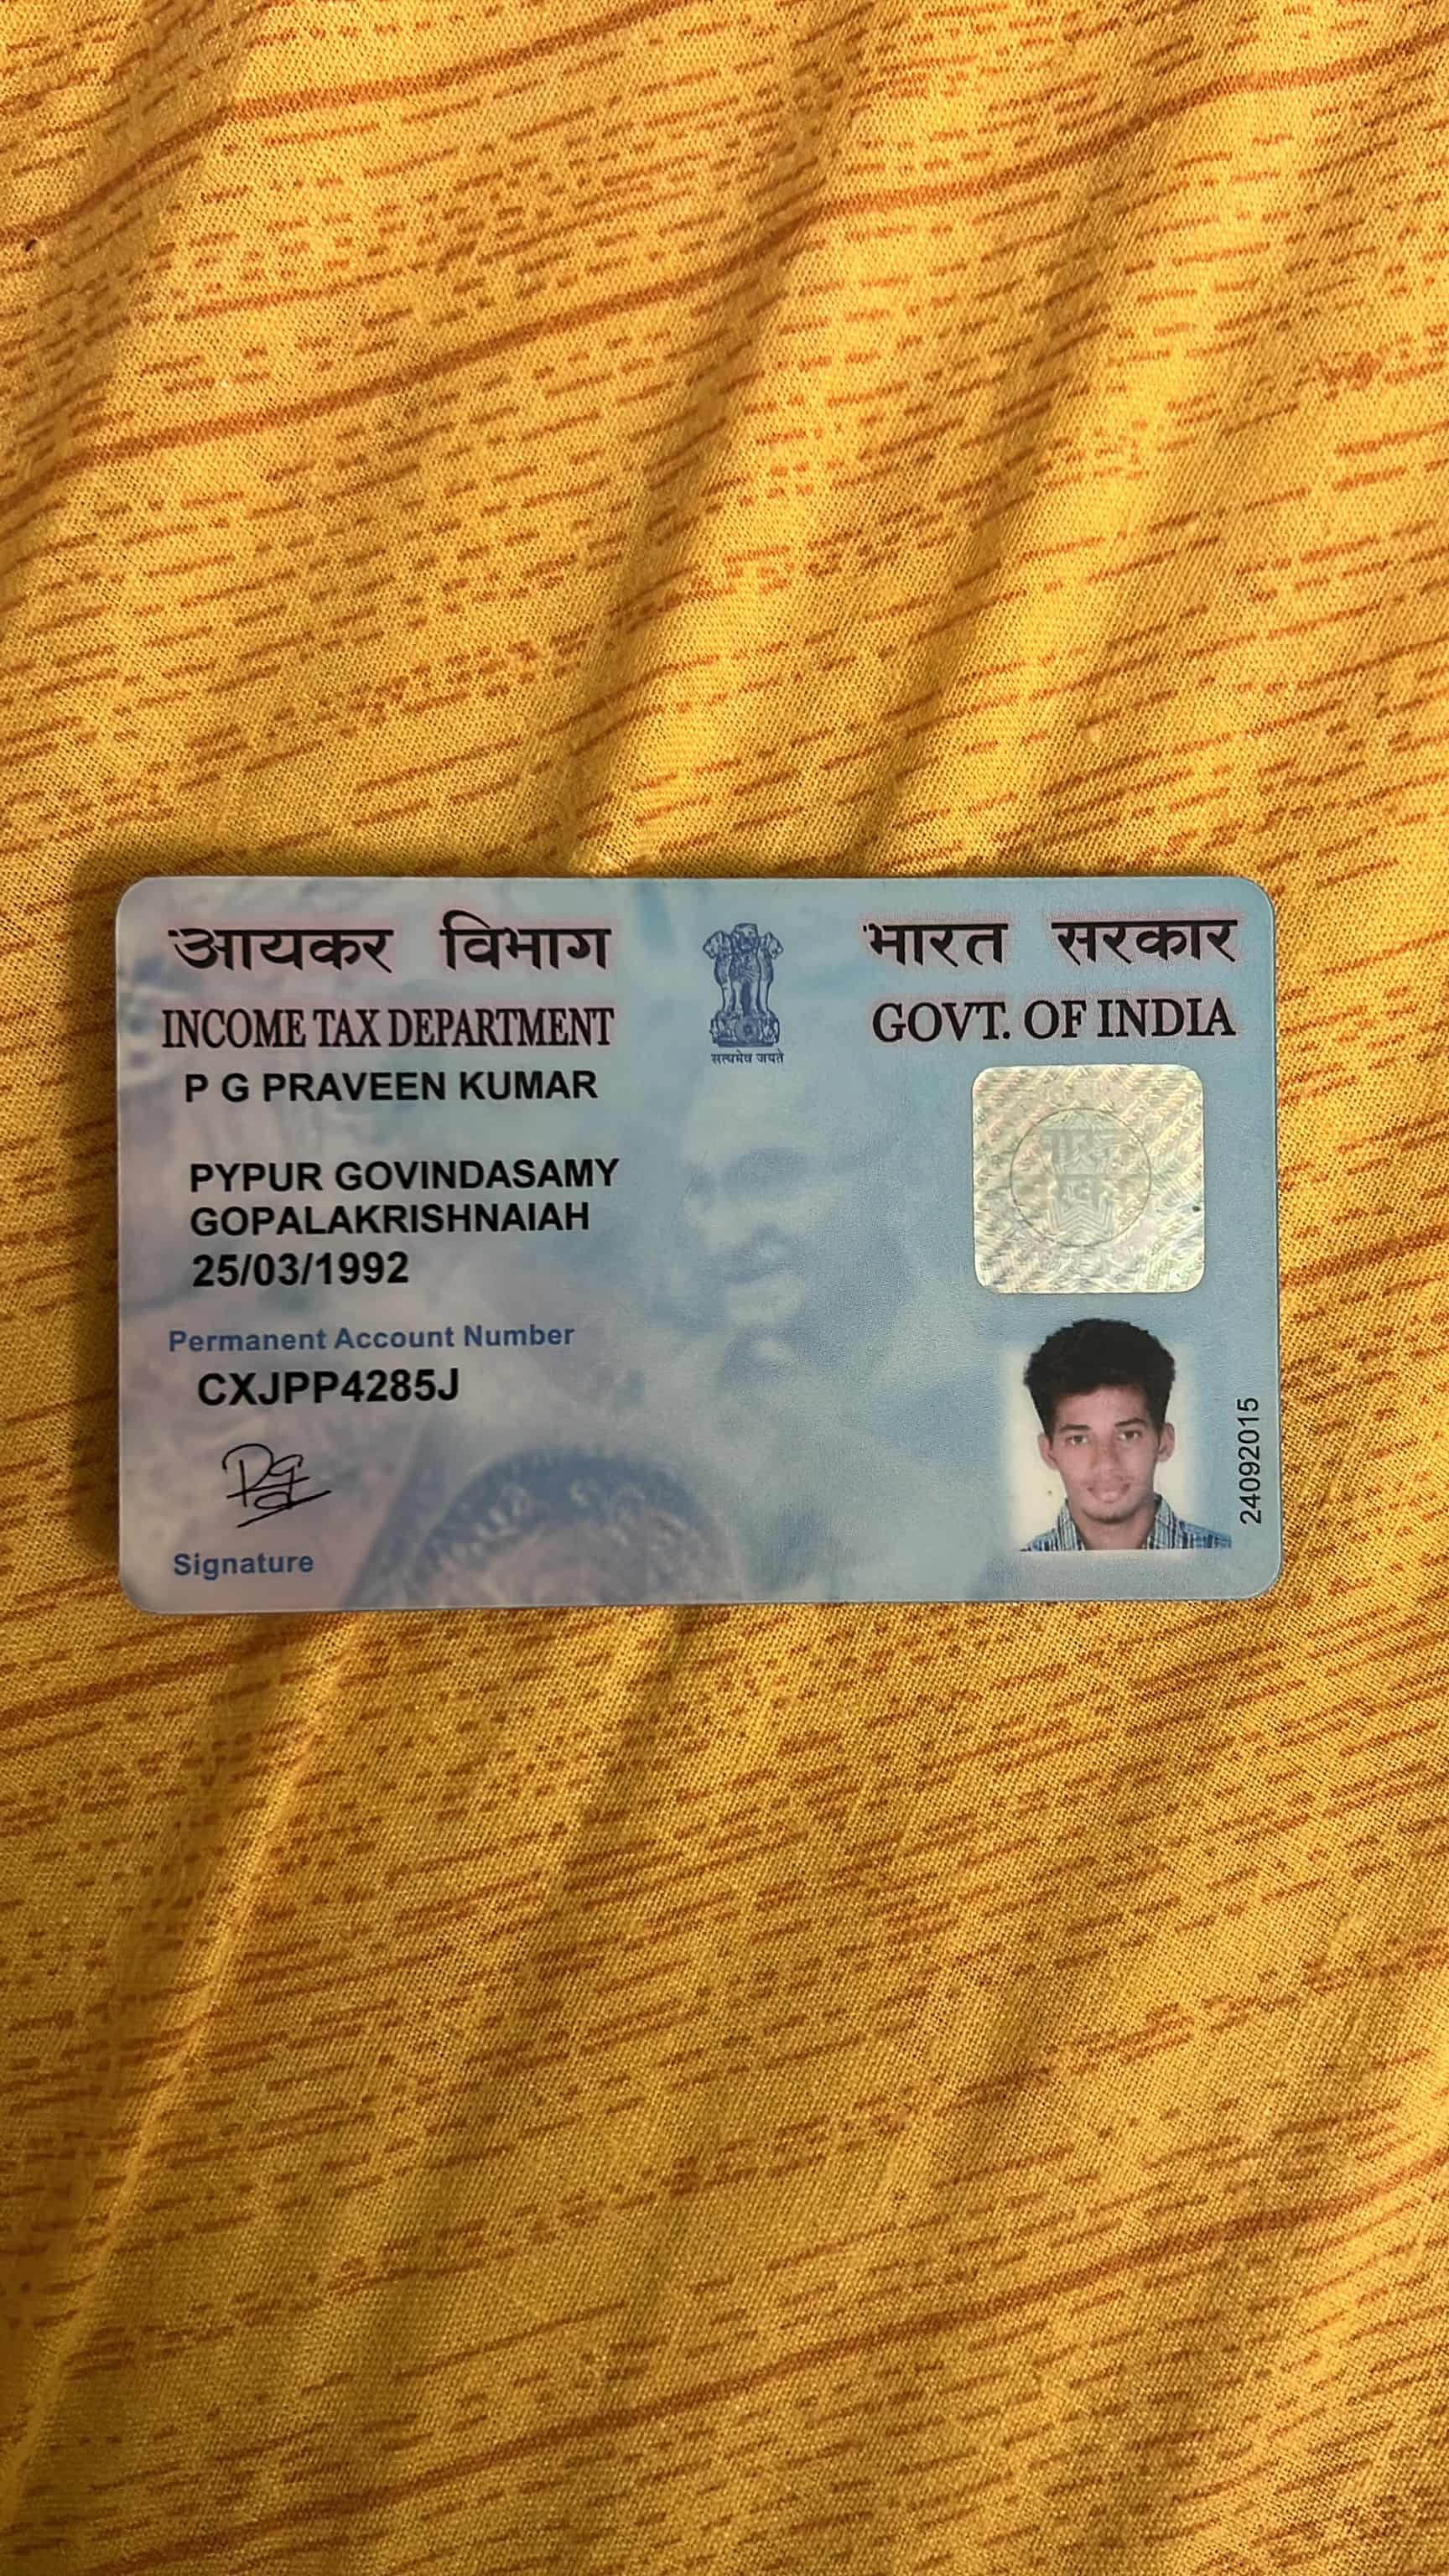 आयकर विभाग
INCOME TAX DEPARTMENT
सत्यमेव जयते
भारत सरकार
GOVT. OF INDIA
P G PRAVEEN KUMAR
PYPUR GOVINDASAMY
GOPALAKRISHNAIAH
25/03/1992
Permanent Account Number
CXJPP4285J
Signature
24092015